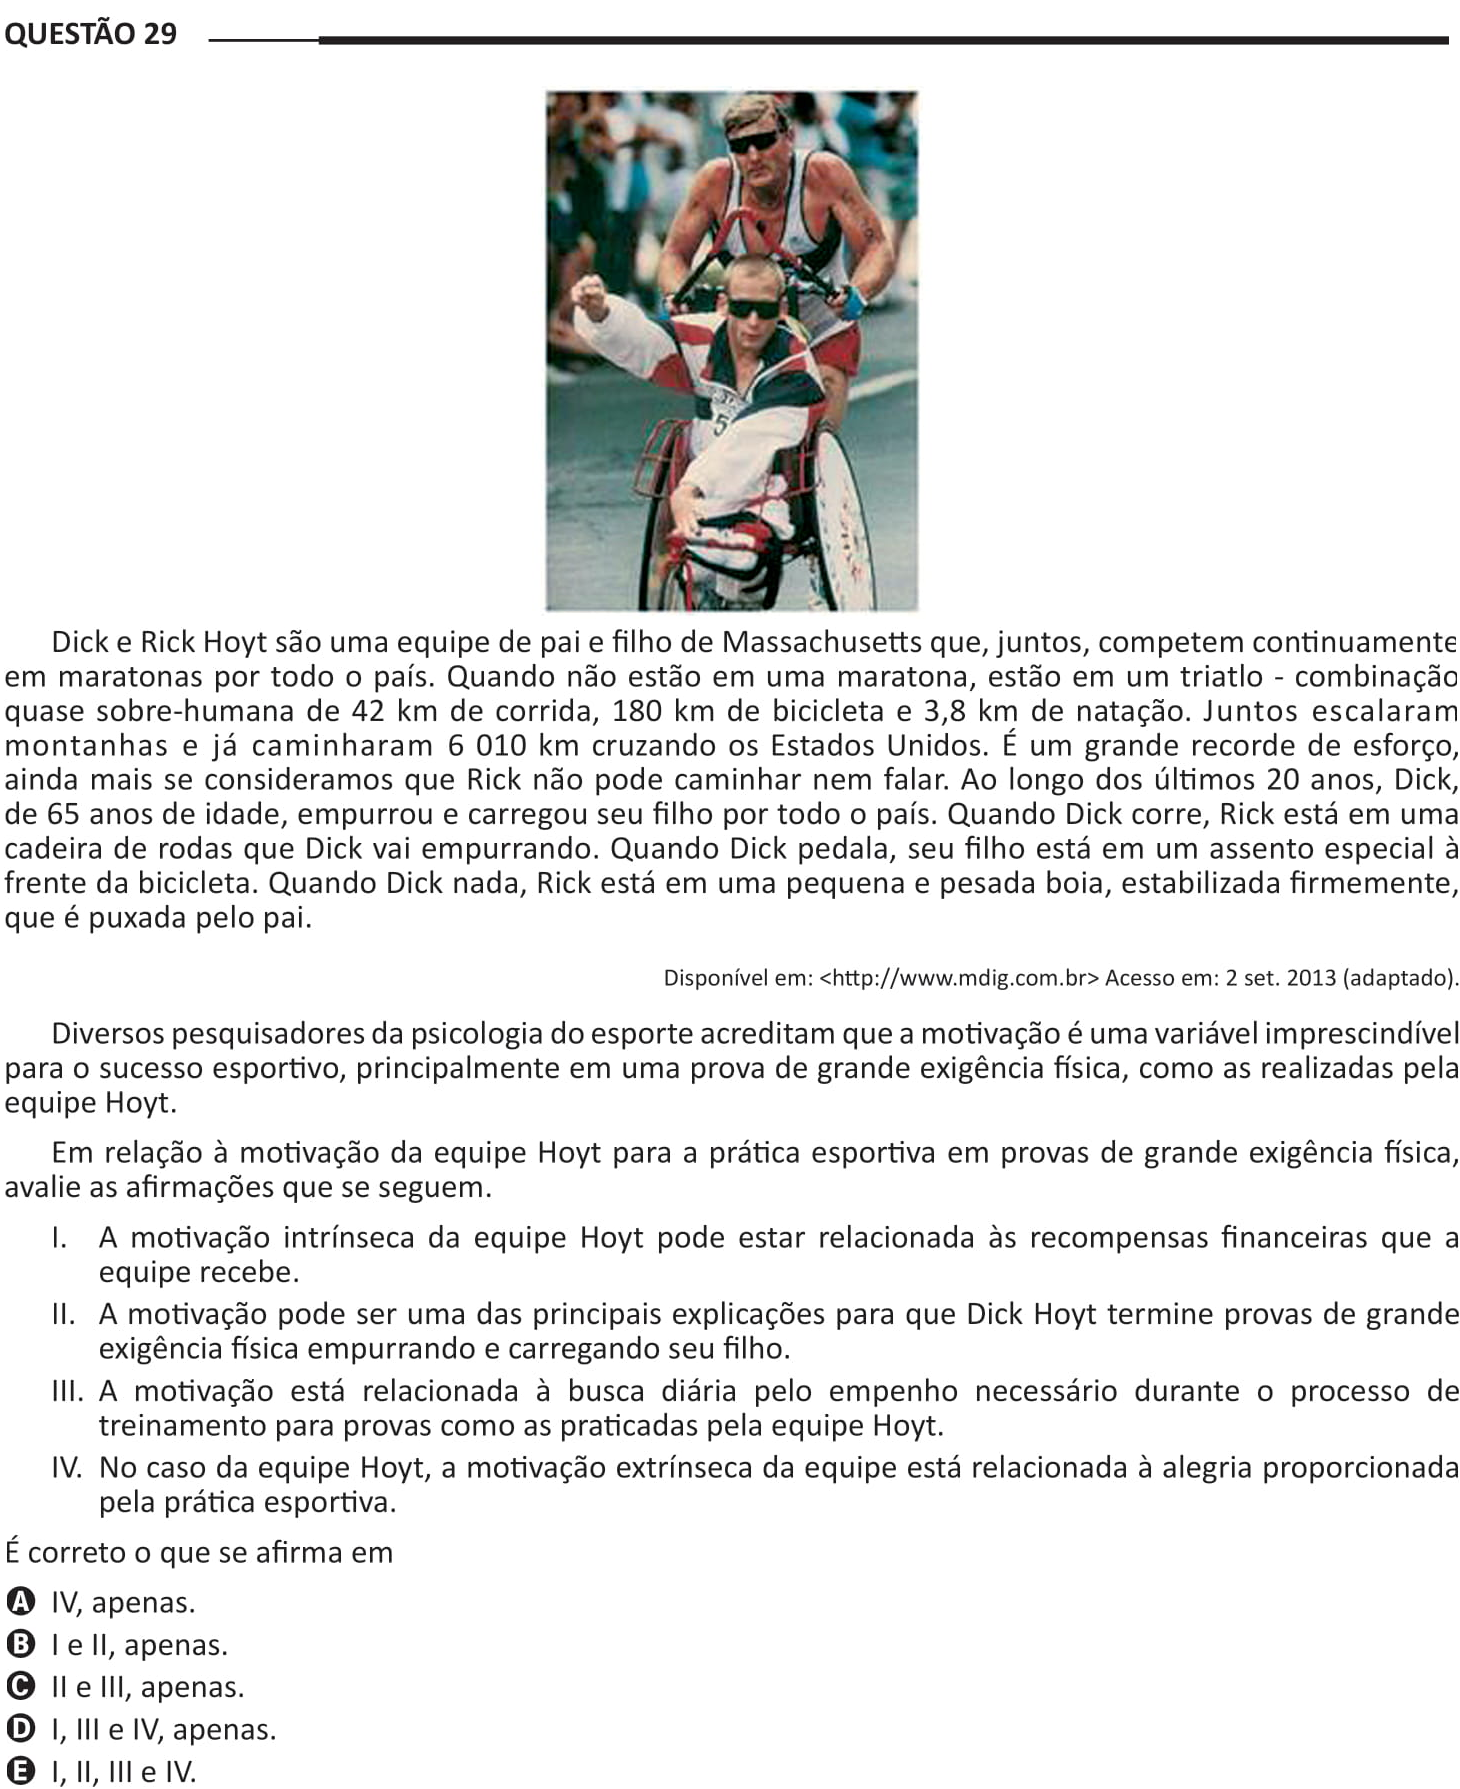 QUESTÃO 29
5
Dick e Rick Hoyt são uma equipe de pai e filho de Massachusetts que, juntos, competem continuamente
em maratonas por todo o país. Quando não estão em uma maratona, estão em um triatlo - combinação
quase sobre-humana de 42 km de corrida, 180 km de bicicleta e 3,8 km de natação. Juntos escalaram
montanhas e já caminharam 6 010 km cruzando os Estados Unidos. É um grande recorde de esforço,
ainda mais se consideramos que Rick não pode caminhar nem falar. Ao longo dos últimos 20 anos, Dick,
de 65 anos de idade, empurrou e carregou seu filho por todo o país. Quando Dick corre, Rick está em uma
cadeira de rodas que Dick vai empurrando. Quando Dick pedala, seu filho está em um assento especial à
frente da bicicleta. Quando Dick nada, Rick está em uma pequena e pesada boia, estabilizada firmemente,
que é puxada pelo pai.
Disponível em: <http://www.mdig.com.br> Acesso em: 2 set. 2013 (adaptado).
Diversos pesquisadores da psicologia do esporte acreditam que a motivação é uma variável imprescindível
para o sucesso esportivo, principalmente em uma prova de grande exigência física, como as realizadas pela
equipe Hoyt.
Em relação à motivação da equipe Hoyt para a prática esportiva em provas de grande exigência física,
avalie as afirmações que se seguem.
I. A motivação intrínseca da equipe Hoyt pode estar relacionada às recompensas financeiras que a
equipe recebe.
II. A motivação pode ser uma das principais explicações para que Dick Hoyt termine provas de grande
exigência física empurrando e carregando seu filho.
III. A motivação está relacionada à busca diária pelo empenho necessário durante o processo de
treinamento para provas como as praticadas pela equipe Hoyt.
IV. No caso da equipe Hoyt, a motivação extrínseca da equipe está relacionada à alegria proporcionada
pela prática esportiva.
É correto o que se afirma em
A IV, apenas.
B I e II, apenas.
C II e III, apenas.
D I, III e IV, apenas.
E I, II, III e IV.